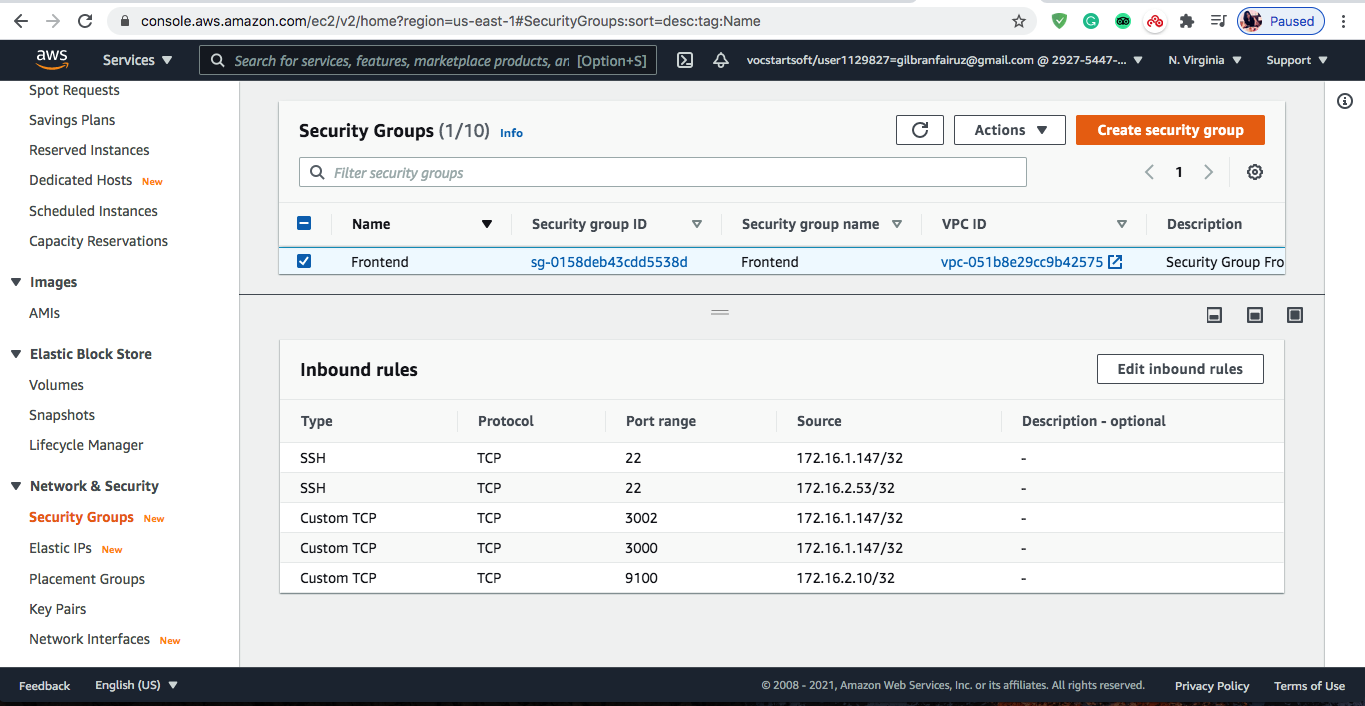 console.aws.amazon.com/ec2/v2/home?region=us-east-1#SecurityGroups:sort=desc:tag:Name
Paused
aws
Services
Search for services, features, marketplace products, an [Option+S]
vocstartsoft/user1129827=gilbranfairuz@gmail.com @ 2927-5447-...
N. Virginia
Support
Spot Requests
Savings Plans
Reserved Instances
Dedicated Hosts New
Scheduled Instances
Capacity Reservations
Images
AMIs
Elastic Block Store
Volumes
Snapshots
Lifecycle Manager
Network & Security
Security Groups New
Elastic IPs New
Placement Groups
Key Pairs
Network Interfaces New
Security Groups (1/10) Info
Actions
Create security group
Filter security groups
1
Name Security group ID Security group name VPC ID Description
Frontend sg-0158deb43cdd5538d Frontend vpc-051b8e29cc9b42575 Security Group Fro
Inbound rules
Edit inbound rules
Type Protocol Port range Source Description - optional
SSH TCP 22 172.16.1.147/32 -
SSH TCP 22 172.16.2.53/32 -
Custom TCP TCP 3002 172.16.1.147/32 -
Custom TCP TCP 3000 172.16.1.147/32 -
Custom TCP TCP 9100 172.16.2.10/32 -
Feedback English (US) © 2008 - 2021, Amazon Web Services, Inc. or its affiliates. All rights reserved. Privacy Policy Terms of Use